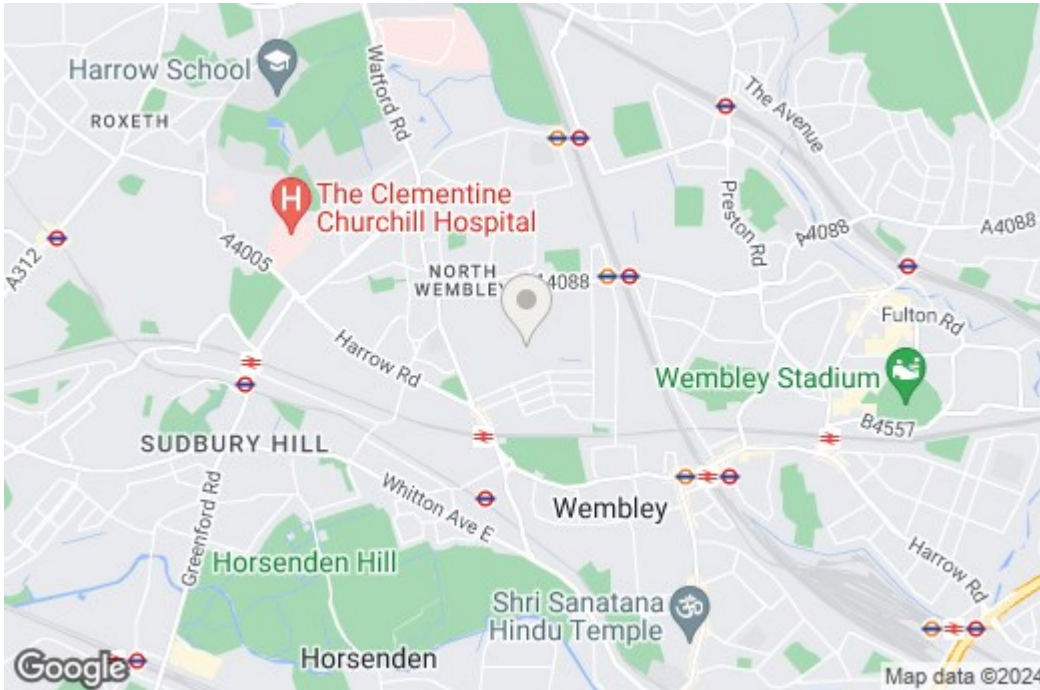 Harrow School
ROXETH
Watford Rd
The Avenue
H
The Clementine
Churchill Hospital
Preston Rd
A4088
A4088
A312
A4005
NORTH
WEMBLEY
A4088
Fulton Rd
Harrow Rd
Wembley Stadium
B4557
SUDBURY HILL
Whitton Ave E
Wembley
Greenford Rd
Harrow Rd
Horsenden Hill
Shri Sanatana
Hindu Temple
ॐ
Horsenden
Google
Map data ©2024